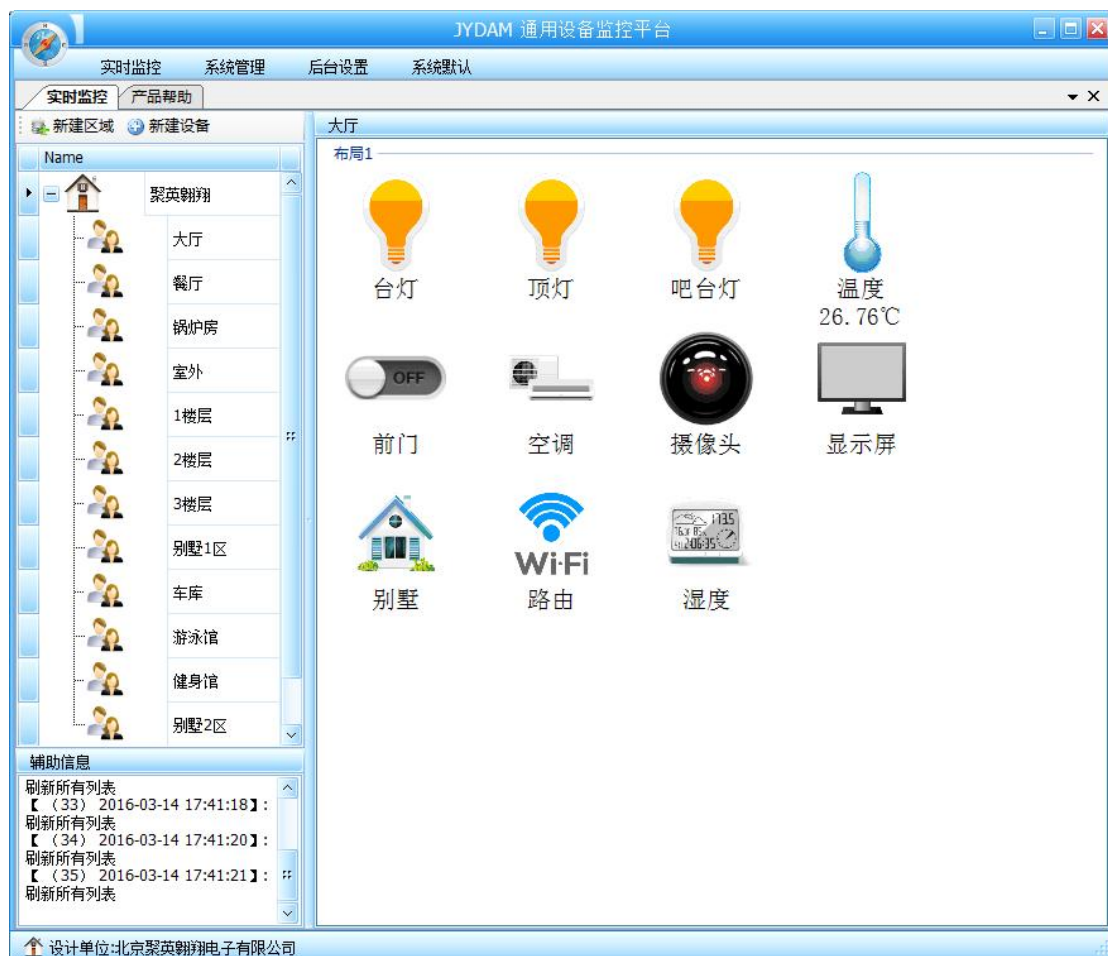 JYDAM 通用设备监控平台
实时监控 系统管理 后台设置 系统默认
实时监控 产品帮助
新建区域 新建设备
大厅
Name
布局1
聚英翱翔
大厅
餐厅
锅炉房
室外
1楼层
2楼层
3楼层
别墅1区
车库
游泳馆
健身馆
别墅2区
台灯 顶灯 吧台灯 温度
26.76℃
OFF
前门 空调 摄像头 显示屏
Wi-Fi
别墅 路由 湿度
辅助信息
刷新所有列表
【 (33) 2016-03-14 17:41:18】:
刷新所有列表
【 (34) 2016-03-14 17:41:20】:
刷新所有列表
【 (35) 2016-03-14 17:41:21】:
刷新所有列表
设计单位:北京聚英翱翔电子有限公司